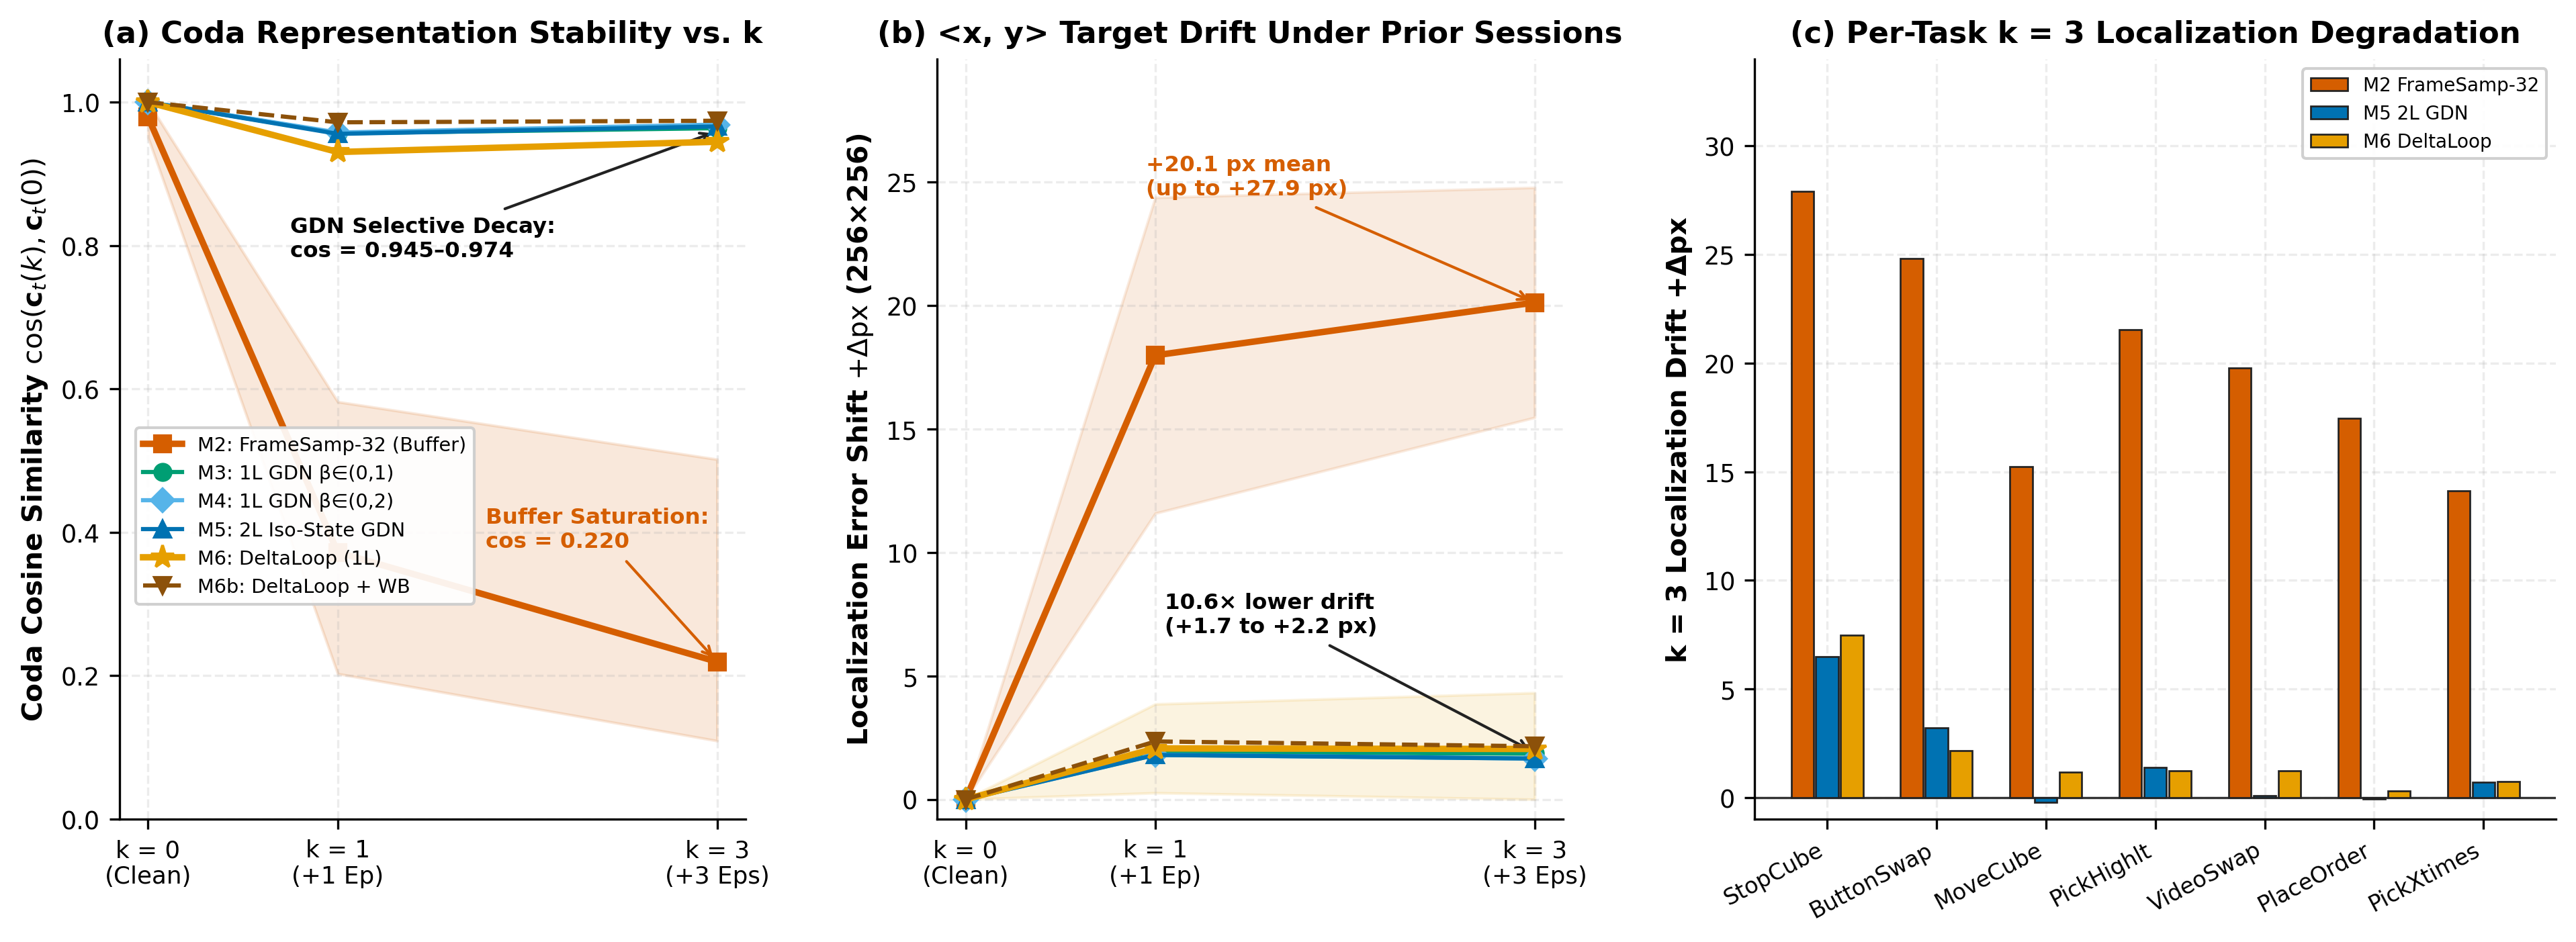 (a) Coda Representation Stability vs. k
Coda Cosine Similarity cos(c_t(k), c_t(0))
1.0
0.8
0.6
0.4
0.2
0.0
GDN Selective Decay:
cos = 0.945–0.974
M2: FrameSamp-32 (Buffer)
M3: 1L GDN β∈(0,1)
M4: 1L GDN β∈(0,2)
M5: 2L Iso-State GDN
M6: DeltaLoop (1L)
M6b: DeltaLoop + WB
Buffer Saturation:
cos = 0.220
k = 0
(Clean)
k = 1
(+1 Ep)
k = 3
(+3 Eps)
(b) <x, y> Target Drift Under Prior Sessions
Localization Error Shift +Δpx (256×256)
25
20
15
10
5
0
+20.1 px mean
(up to +27.9 px)
10.6× lower drift
(+1.7 to +2.2 px)
k = 0
(Clean)
k = 1
(+1 Ep)
k = 3
(+3 Eps)
(c) Per-Task k = 3 Localization Degradation
k = 3 Localization Drift +Δpx
30
25
20
15
10
5
0
M2 FrameSamp-32
M5 2L GDN
M6 DeltaLoop
StopCube
ButtonSwap
MoveCube
PickHighlt
VideoSwap
PlaceOrder
PickXtimes